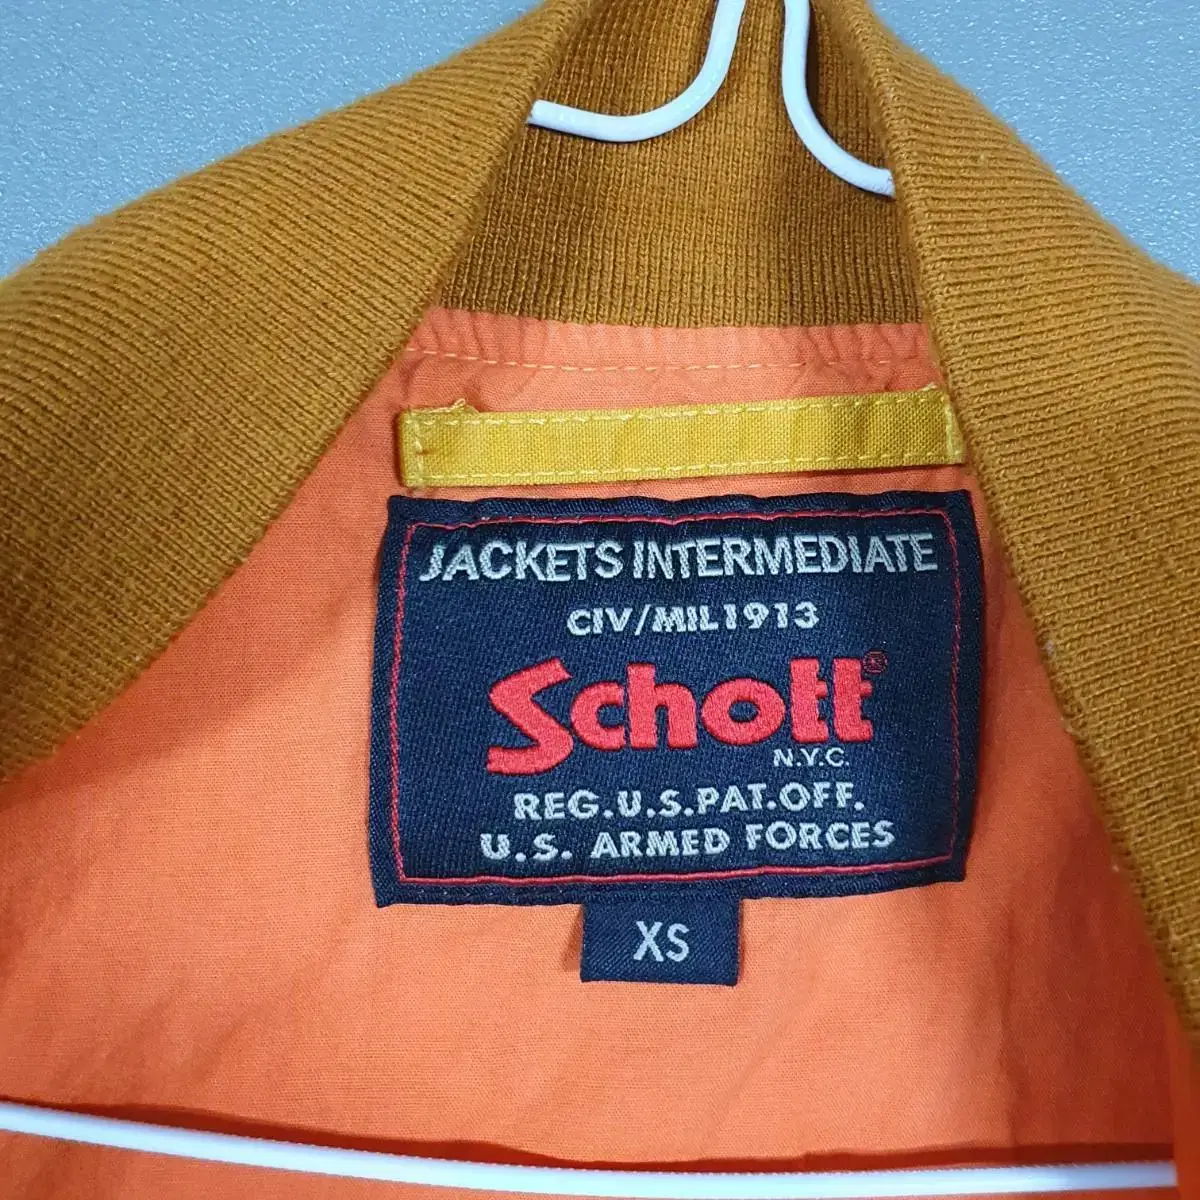 JACKETS INTERMEDIATE
CIV/MIL1913
Schott®
N.Y.C.
REG.U.S.PAT.OFF.
U.S. ARMED FORCES
XS